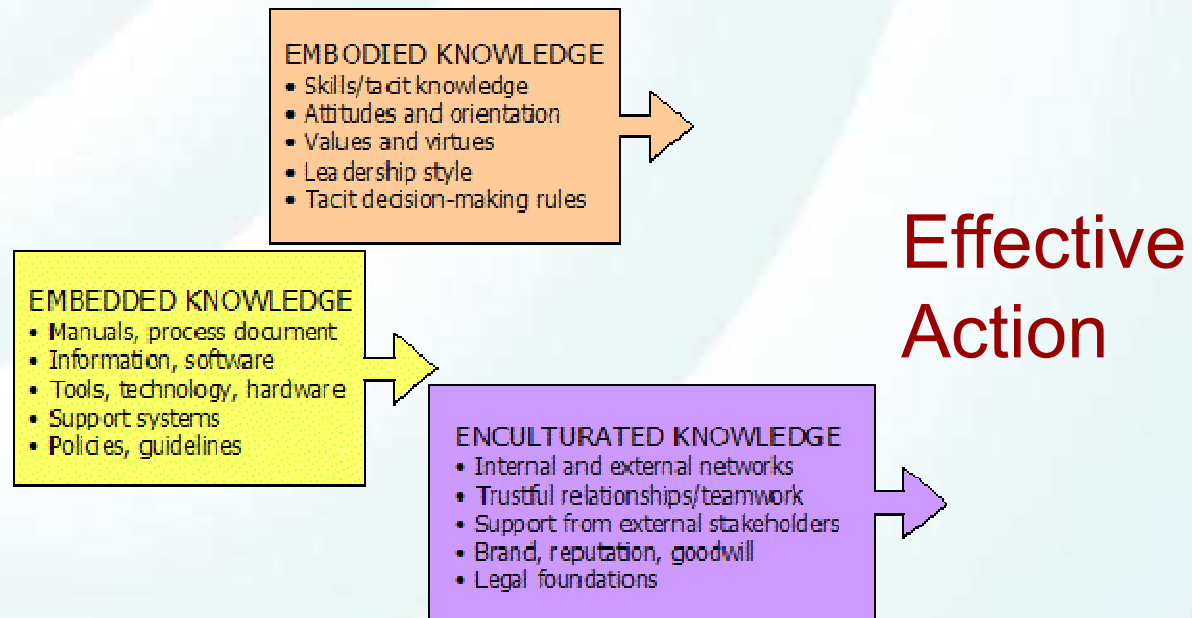 EMBODIED KNOWLEDGE
• Skills/tacit knowledge
• Attitudes and orientation
• Values and virtues
• Leadership style
• Tacit decision-making rules
EMBEDDED KNOWLEDGE
• Manuals, process document
• Information, software
• Tools, technology, hardware
• Support systems
• Policies, guidelines
ENCULTURATED KNOWLEDGE
• Internal and external networks
• Trustful relationships/teamwork
• Support from external stakeholders
• Brand, reputation, goodwill
• Legal foundations
Effective
Action